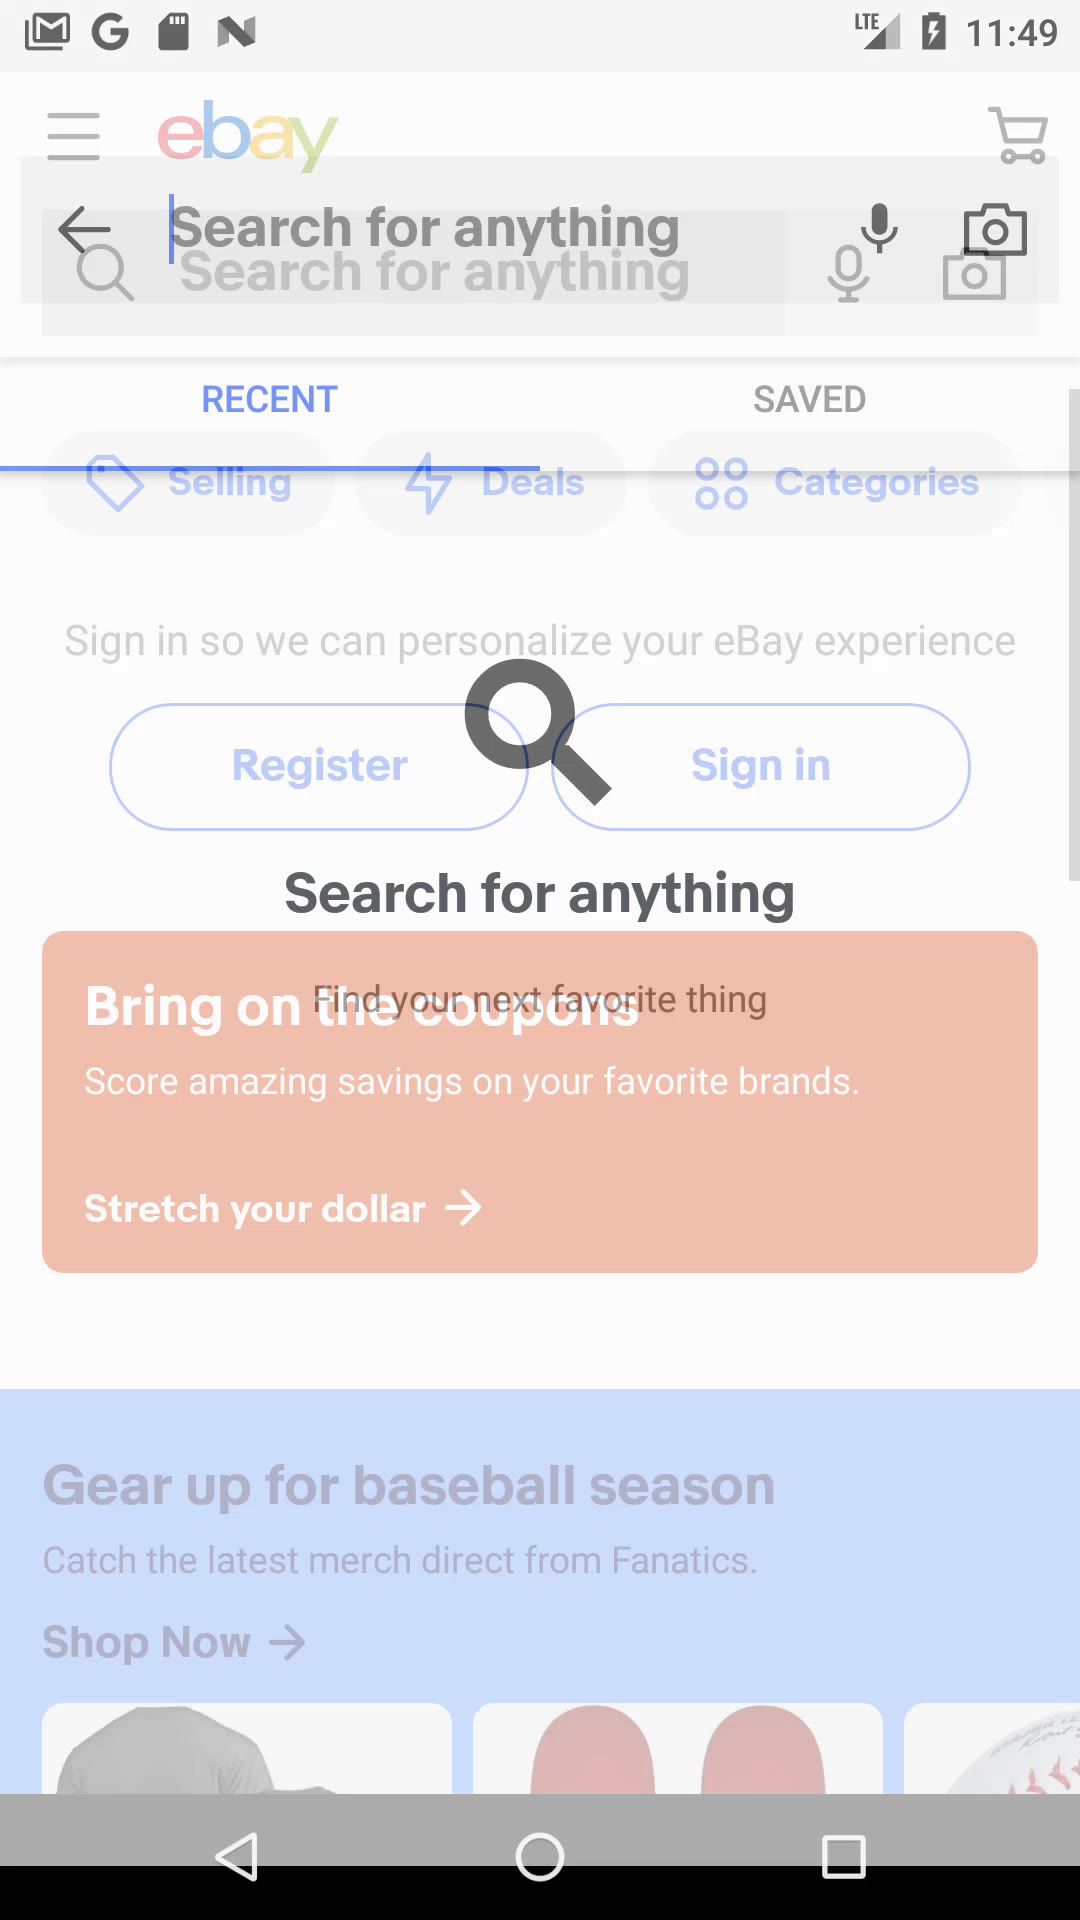 LTE 11:49
ebay
Search for anything
Search for anything
RECENT
SAVED
Selling
Deals
Categories
Sign in so we can personalize your eBay experience
Register
Sign in
Search for anything
Find your next favorite thing
Bring on the coupons
Score amazing savings on your favorite brands.
Stretch your dollar
Gear up for baseball season
Catch the latest merch direct from Fanatics.
Shop Now